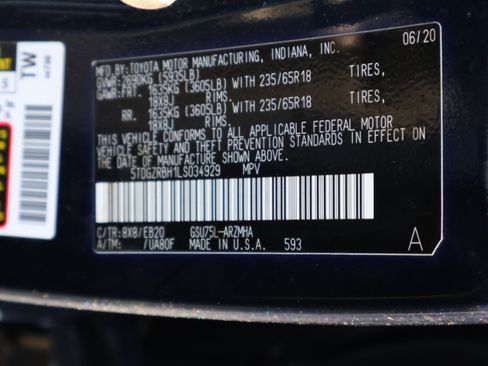 MFD.BY:TOYOTA MOTOR MANUFACTURING, INDIANA, INC. 06/20
GVWR:2690KG (5935LB)
GAWR:FRT. 1635KG (3605LB) WITH 235/65R18 TIRES,
18X8J RIMS
RR. 1635KG (3605LB) WITH 235/65R18 TIRES,
18X8J RIMS
THIS VEHICLE CONFORMS TO ALL APPLICABLE FEDERAL MOTOR
VEHICLE SAFETY AND THEFT PREVENTION STANDARDS IN EFFECT ON
THE DATE OF MANUFACTURE SHOWN ABOVE.
5TDGZRBH1LS034929 MPV
C/TR:8X8/EB20 GSU75L-ARZMHA
A/TM: /UA80F MADE IN U.S.A. 593 A
TW
S